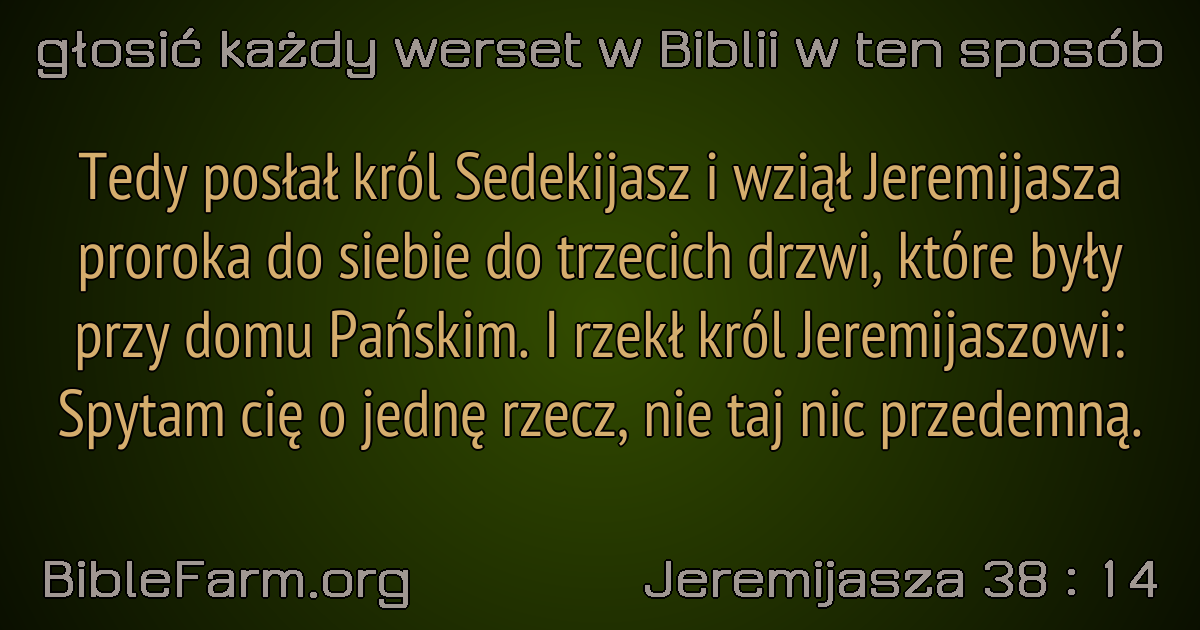 głosić każdy werset w Biblii w ten sposób
Tedy posłał król Sedekijasz i wziął Jeremijasza
proroka do siebie do trzecich drzwi, które były
przy domu Pańskim. I rzekł król Jeremijaszowi:
Spytam cię o jednę rzecz, nie taj nic przedemną.
BibleFarm.org
Jeremijasza 38 : 14